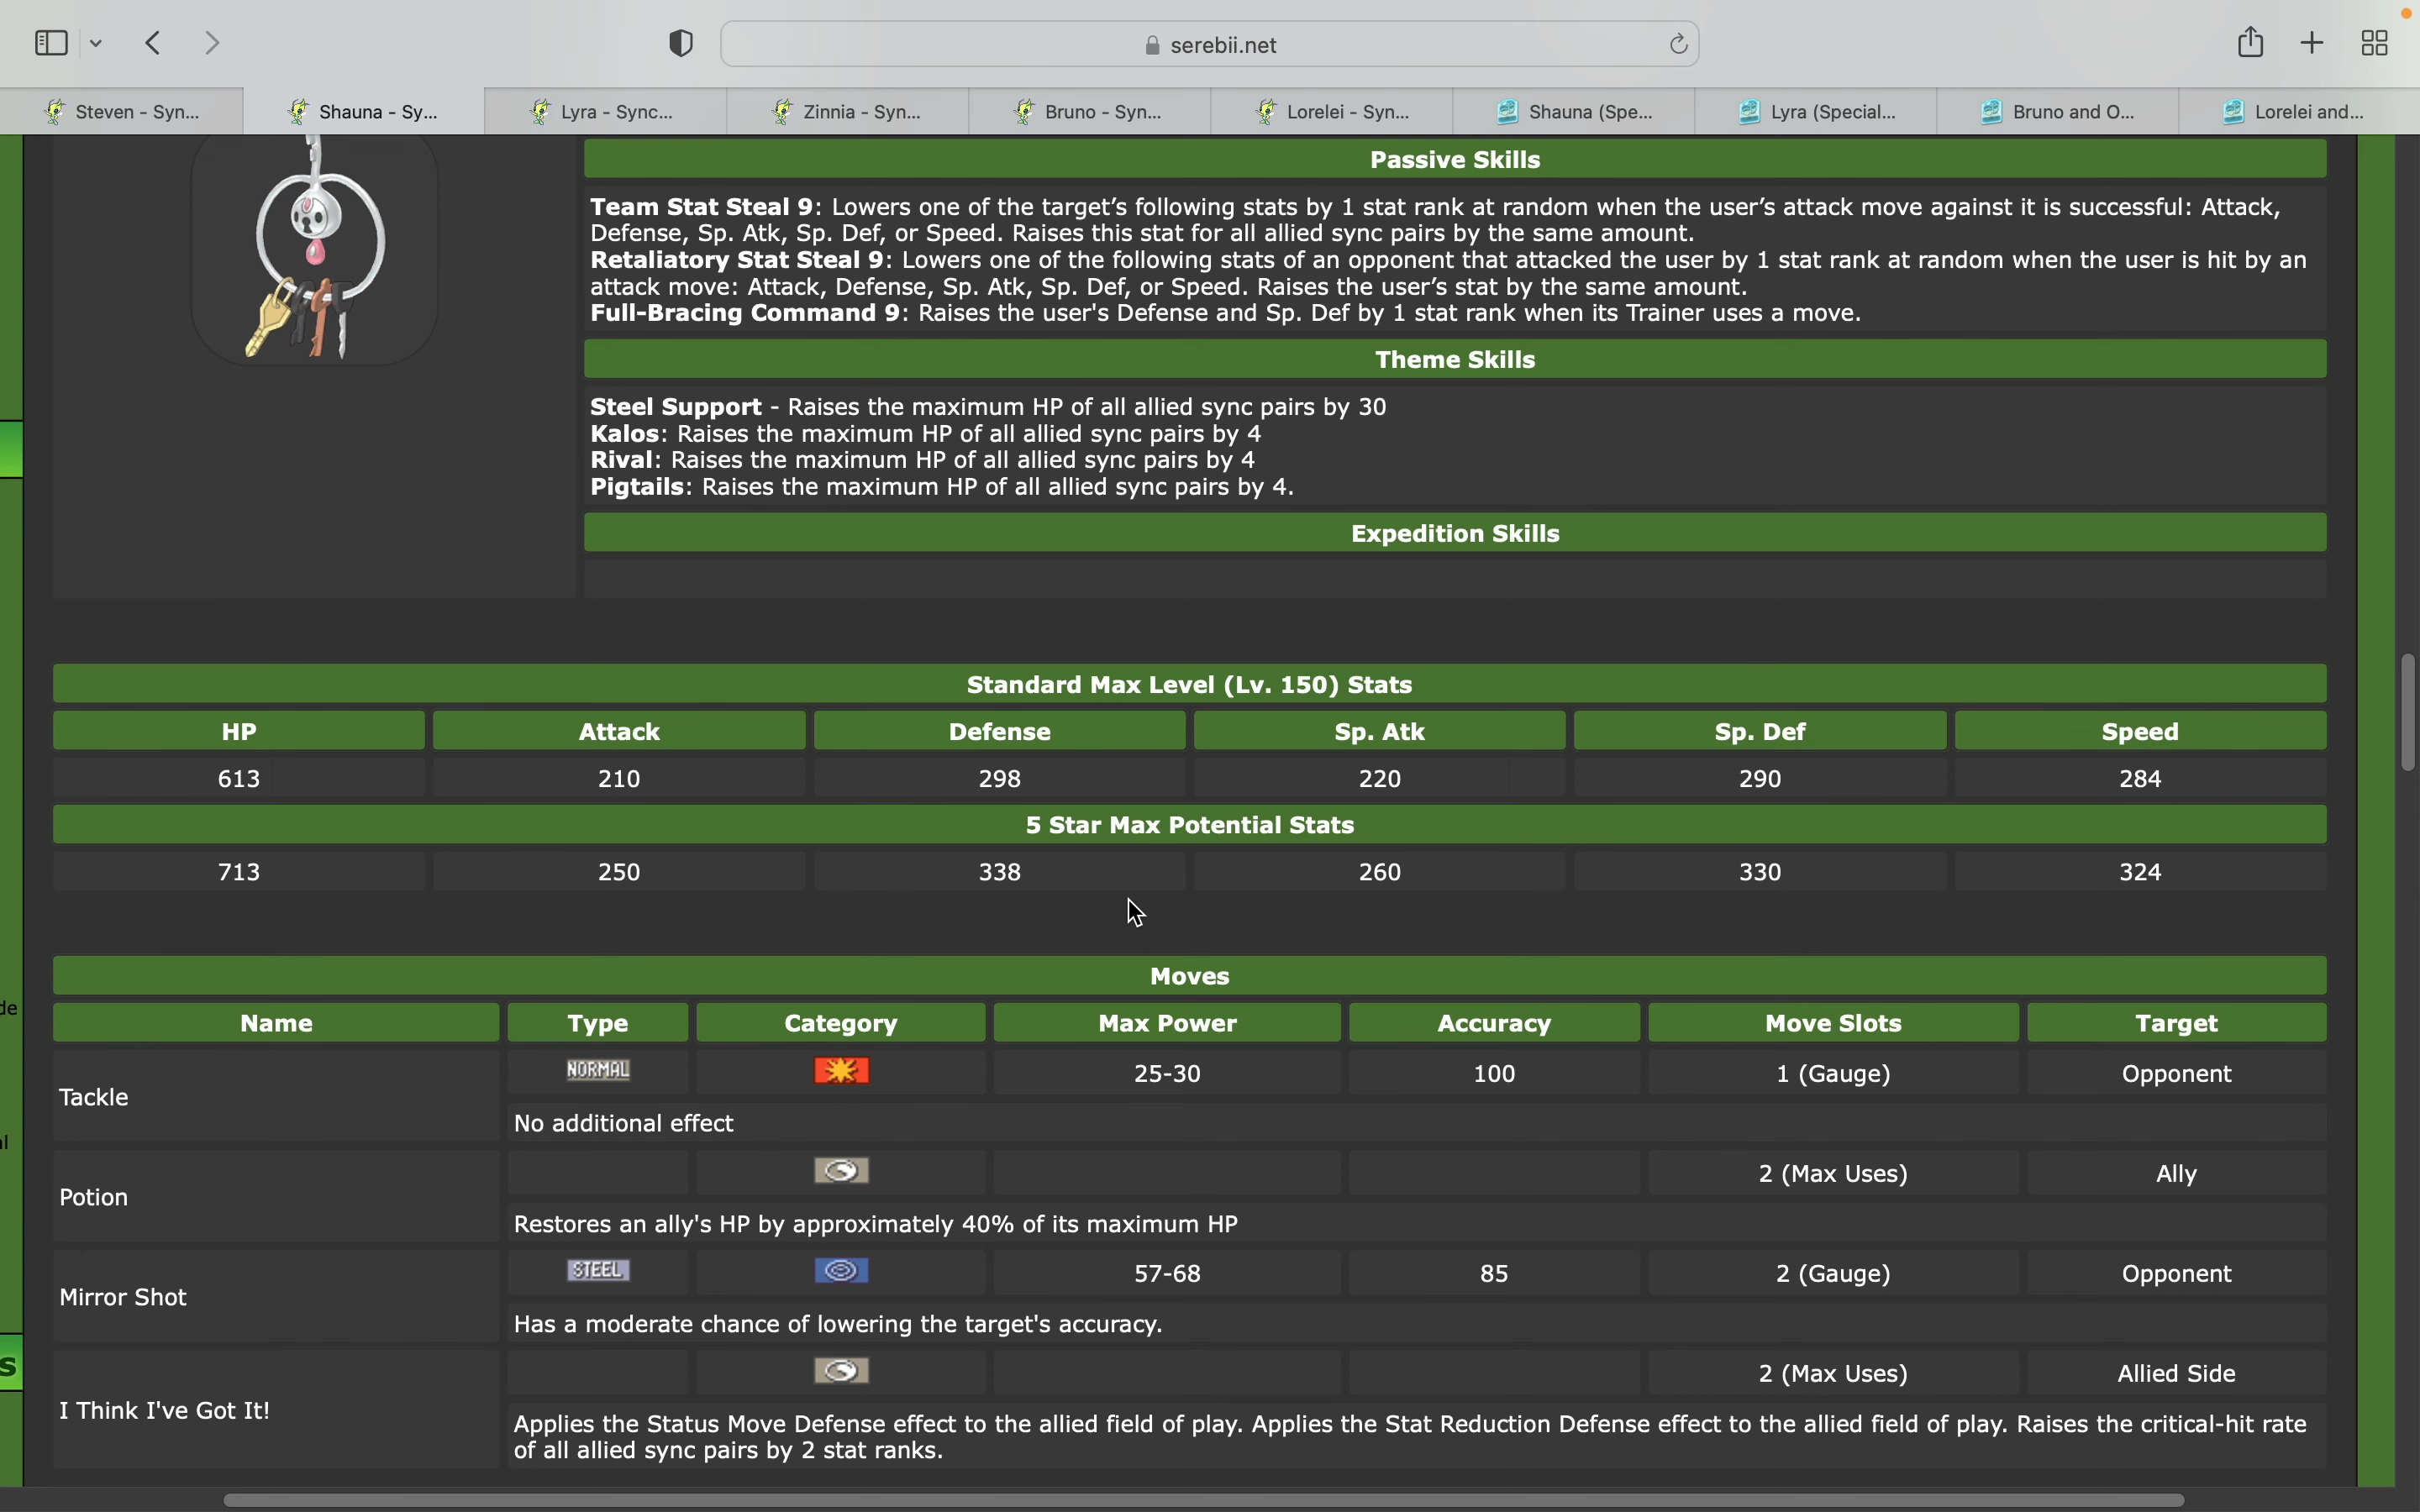 serebii.net
Steven - Syn...
Shauna - Sy...
Lyra - Sync...
Zinnia - Syn...
Bruno - Syn...
Lorelei - Syn...
Shauna (Spe...
Lyra (Special...
Bruno and O...
Lorelei and...
Passive Skills
Team Stat Steal 9: Lowers one of the target’s following stats by 1 stat rank at random when the user’s attack move against it is successful: Attack,
Defense, Sp. Atk, Sp. Def, or Speed. Raises this stat for all allied sync pairs by the same amount.
Retaliatory Stat Steal 9: Lowers one of the following stats of an opponent that attacked the user by 1 stat rank at random when the user is hit by an
attack move: Attack, Defense, Sp. Atk, Sp. Def, or Speed. Raises the user’s stat by the same amount.
Full-Bracing Command 9: Raises the user's Defense and Sp. Def by 1 stat rank when its Trainer uses a move.
Theme Skills
Steel Support - Raises the maximum HP of all allied sync pairs by 30
Kalos: Raises the maximum HP of all allied sync pairs by 4
Rival: Raises the maximum HP of all allied sync pairs by 4
Pigtails: Raises the maximum HP of all allied sync pairs by 4.
Expedition Skills
Standard Max Level (Lv. 150) Stats
HP Attack Defense Sp. Atk Sp. Def Speed
613 210 298 220 290 284
5 Star Max Potential Stats
713 250 338 260 330 324
Moves
Name Type Category Max Power Accuracy Move Slots Target
Tackle NORMAL 25-30 100 1 (Gauge) Opponent
No additional effect
Potion 2 (Max Uses) Ally
Restores an ally's HP by approximately 40% of its maximum HP
Mirror Shot STEEL 57-68 85 2 (Gauge) Opponent
Has a moderate chance of lowering the target's accuracy.
I Think I've Got It! 2 (Max Uses) Allied Side
Applies the Status Move Defense effect to the allied field of play. Applies the Stat Reduction Defense effect to the allied field of play. Raises the critical-hit rate
of all allied sync pairs by 2 stat ranks.